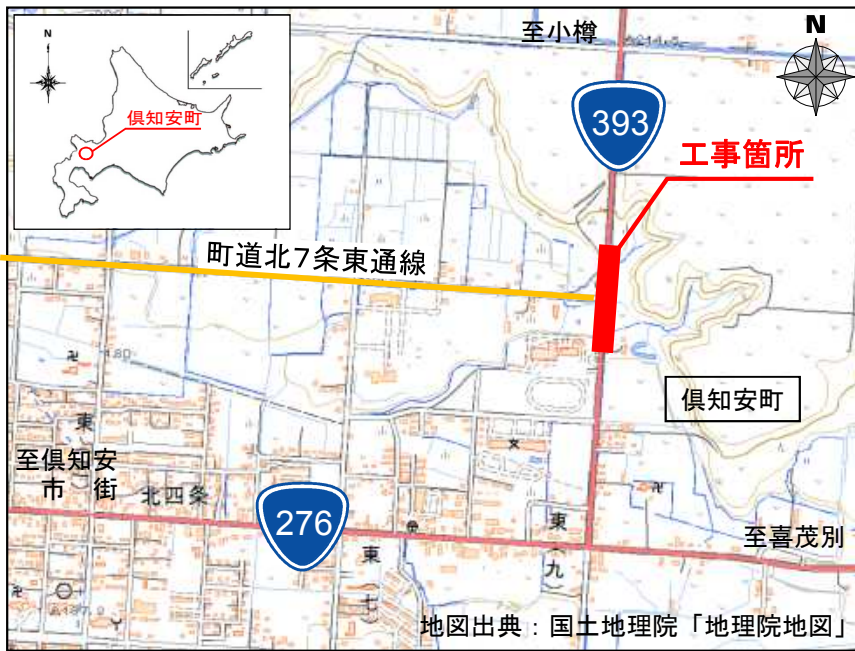 至小樽
N
N
倶知安町
393
工事箇所
町道北7条東通線
倶知安町
東
至倶知安
市 街
北四条
276
東
(九)
東
(七)
至喜茂別
地図出典：国土地理院「地理院地図」